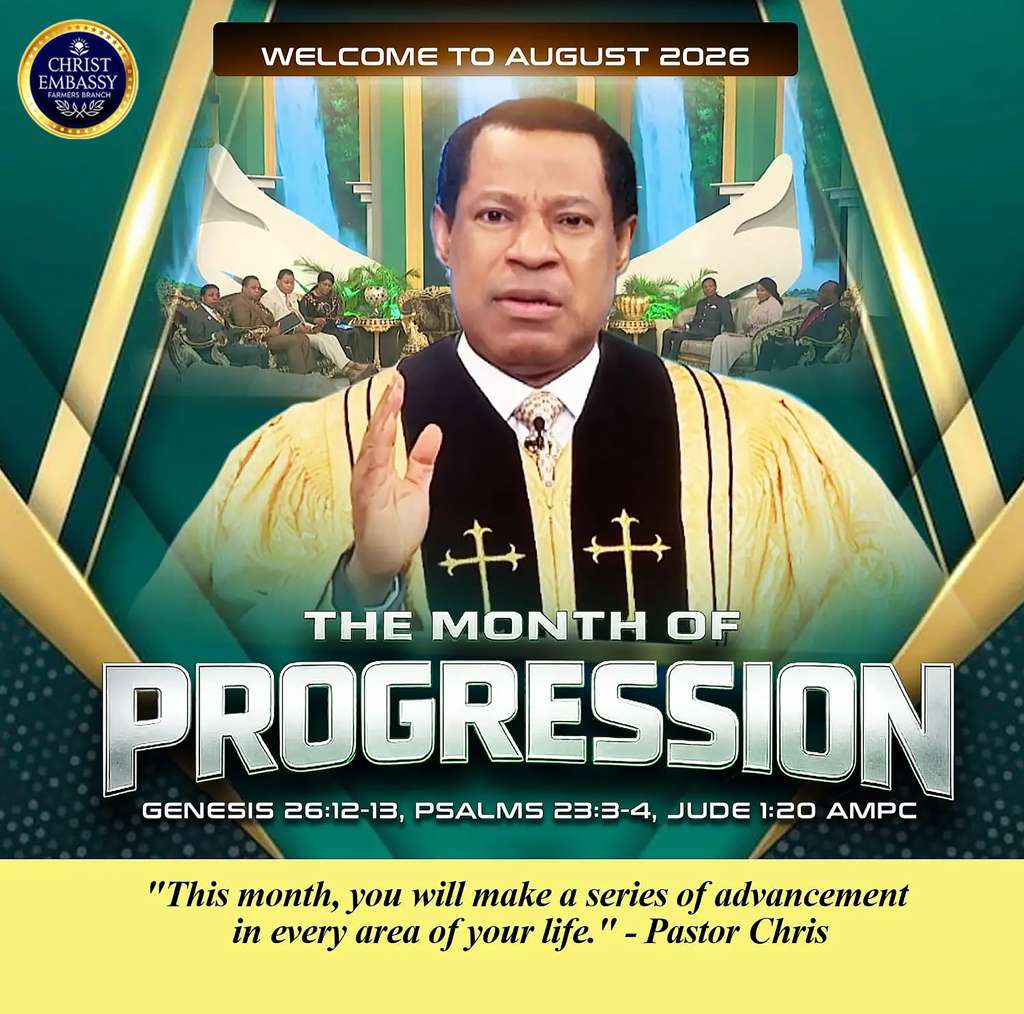 CHRIST
EMBASSY
FARMERS BRANCH
WELCOME TO AUGUST 2026
THE MONTH OF
PROGRESSION
GENESIS 26:12-13, PSALMS 23:3-4, JUDE 1:20 AMPC
"This month, you will make a series of advancement
in every area of your life." - Pastor Chris